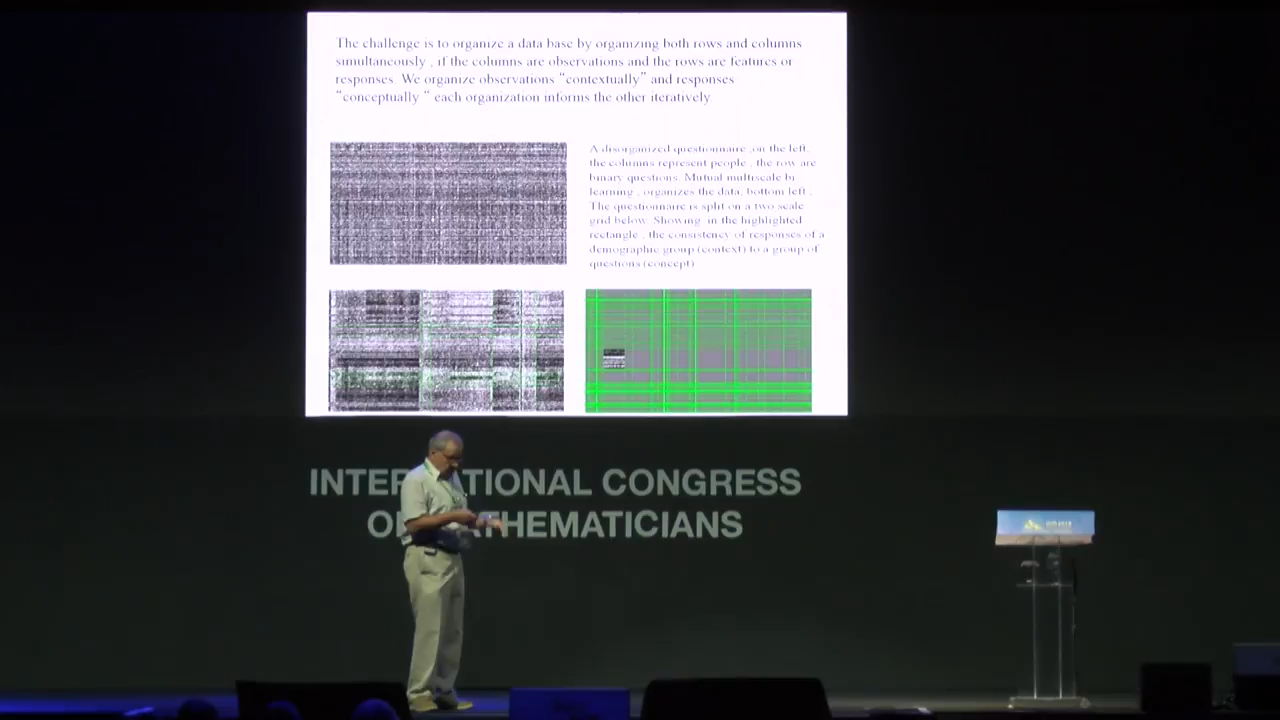 The challenge is to organize a data base by organizing both rows and columns
simultaneously , if the columns are observations and the rows are features or
responses. We organize observations “contextually” and responses
“conceptually “ each organization informs the other iteratively.
A disorganized questionnaire ,on the left,
the columns represent people , the row are
binary questions. Mutual multiscale bi
learning , organizes the data, bottom left .
The questionnaire is split on a two scale
grid below. Showing in the highlighted
rectangle , the consistency of responses of a
demographic group (context) to a group of
questions (concept)
INTERNATIONAL CONGRESS
OF MATHEMATICIANS